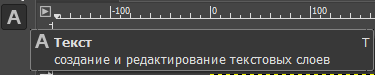 A -100 0 100
A Текст T
создание и редактирование текстовых слоев